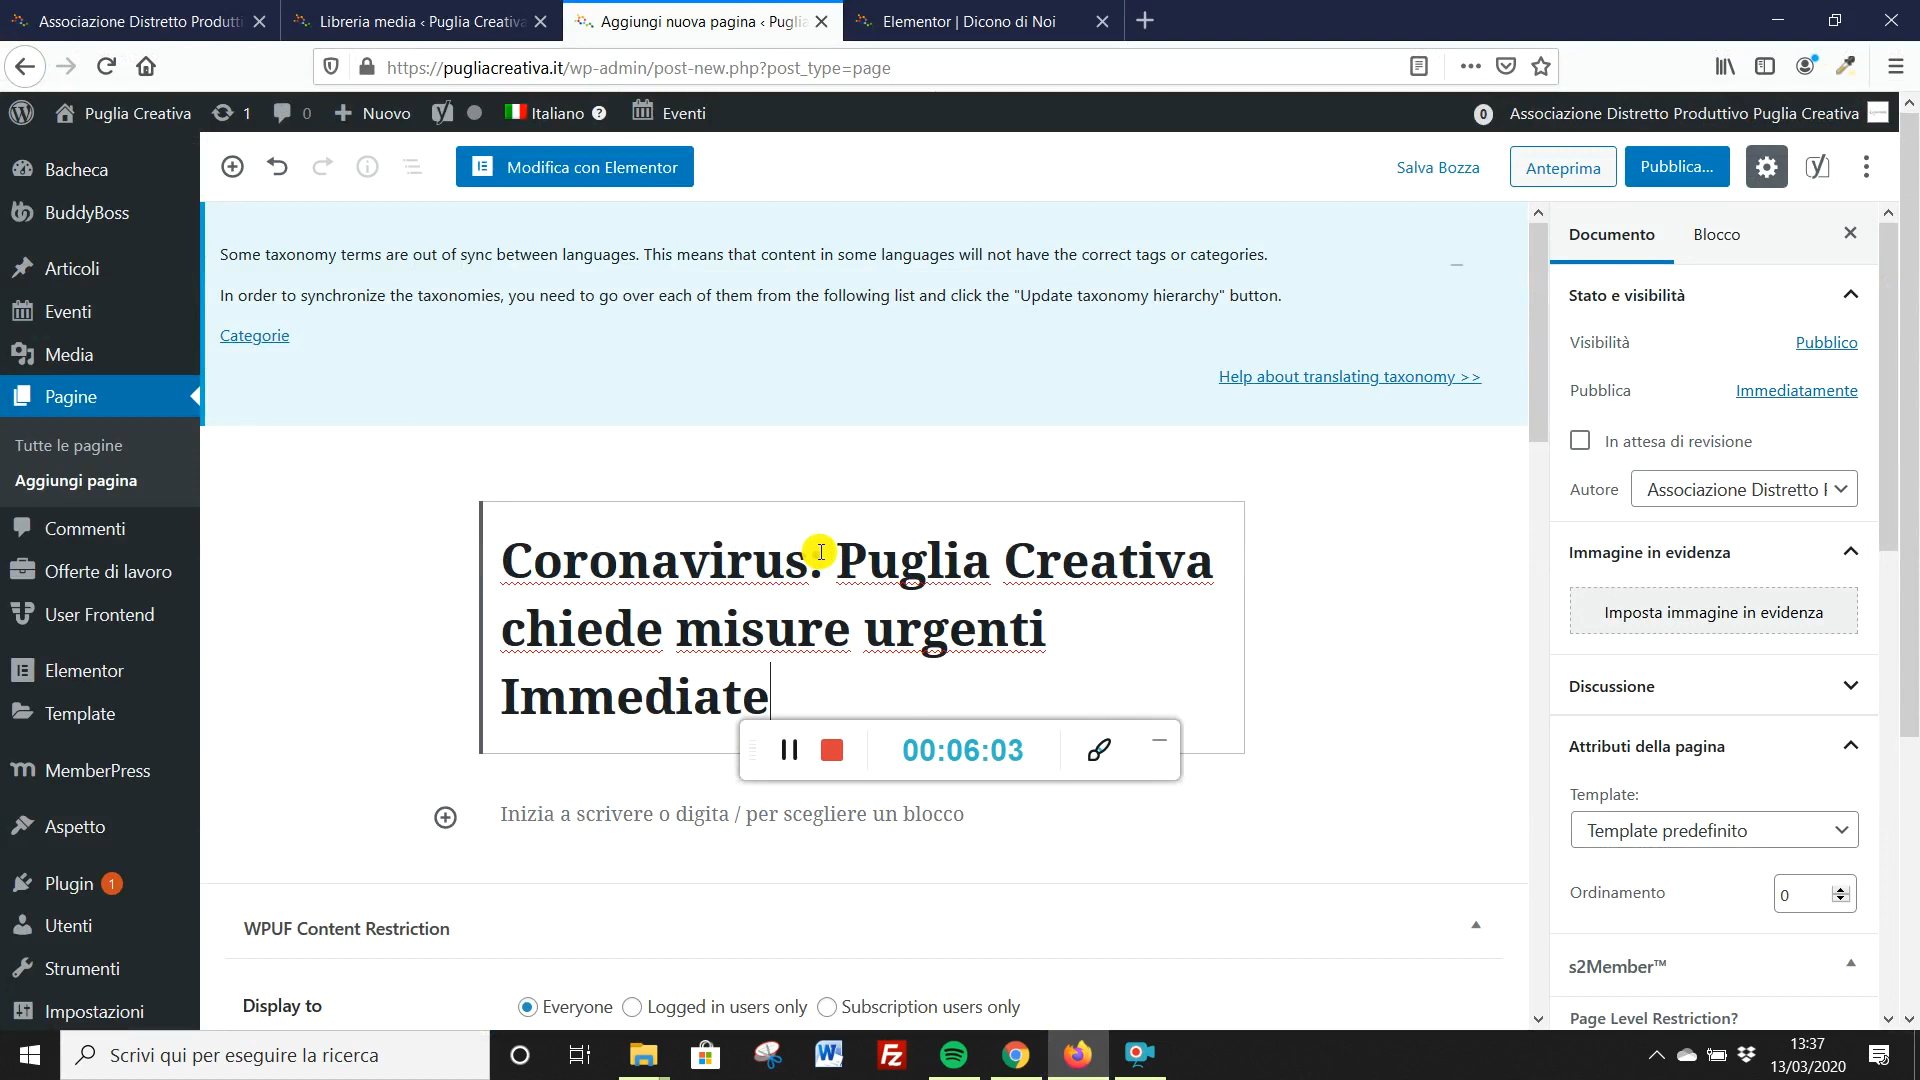 Associazione Distretto Produtti
Libreria media ‹ Puglia Creativa
Aggiungi nuova pagina ‹ Puglia
Elementor | Dicono di Noi
https://pugliacreativa.it/wp-admin/post-new.php?post_type=page
Puglia Creativa
1
0
Nuovo
Italiano
Eventi
0
Associazione Distretto Produttivo Puglia Creativa
Bacheca
BuddyBoss
Articoli
Eventi
Media
Pagine
Tutte le pagine
Aggiungi pagina
Commenti
Offerte di lavoro
User Frontend
Elementor
Template
MemberPress
Aspetto
Plugin 1
Utenti
Strumenti
Impostazioni
Modifica con Elementor
Salva Bozza
Anteprima
Pubblica...
Some taxonomy terms are out of sync between languages. This means that content in some languages will not have the correct tags or categories.
In order to synchronize the taxonomies, you need to go over each of them from the following list and click the "Update taxonomy hierarchy" button.
Categorie
Help about translating taxonomy >>
Coronavirus: Puglia Creativa
chiede misure urgenti
Immediate
00:06:03
Inizia a scrivere o digita / per scegliere un blocco
WPUF Content Restriction
Display to
Everyone
Logged in users only
Subscription users only
Documento
Blocco
Stato e visibilità
Visibilità
Pubblico
Pubblica
Immediatamente
In attesa di revisione
Autore
Associazione Distretto
Immagine in evidenza
Imposta immagine in evidenza
Discussione
Attributi della pagina
Template:
Template predefinito
Ordinamento
0
s2Member™
Page Level Restriction?
Scrivi qui per eseguire la ricerca
13:37
13/03/2020